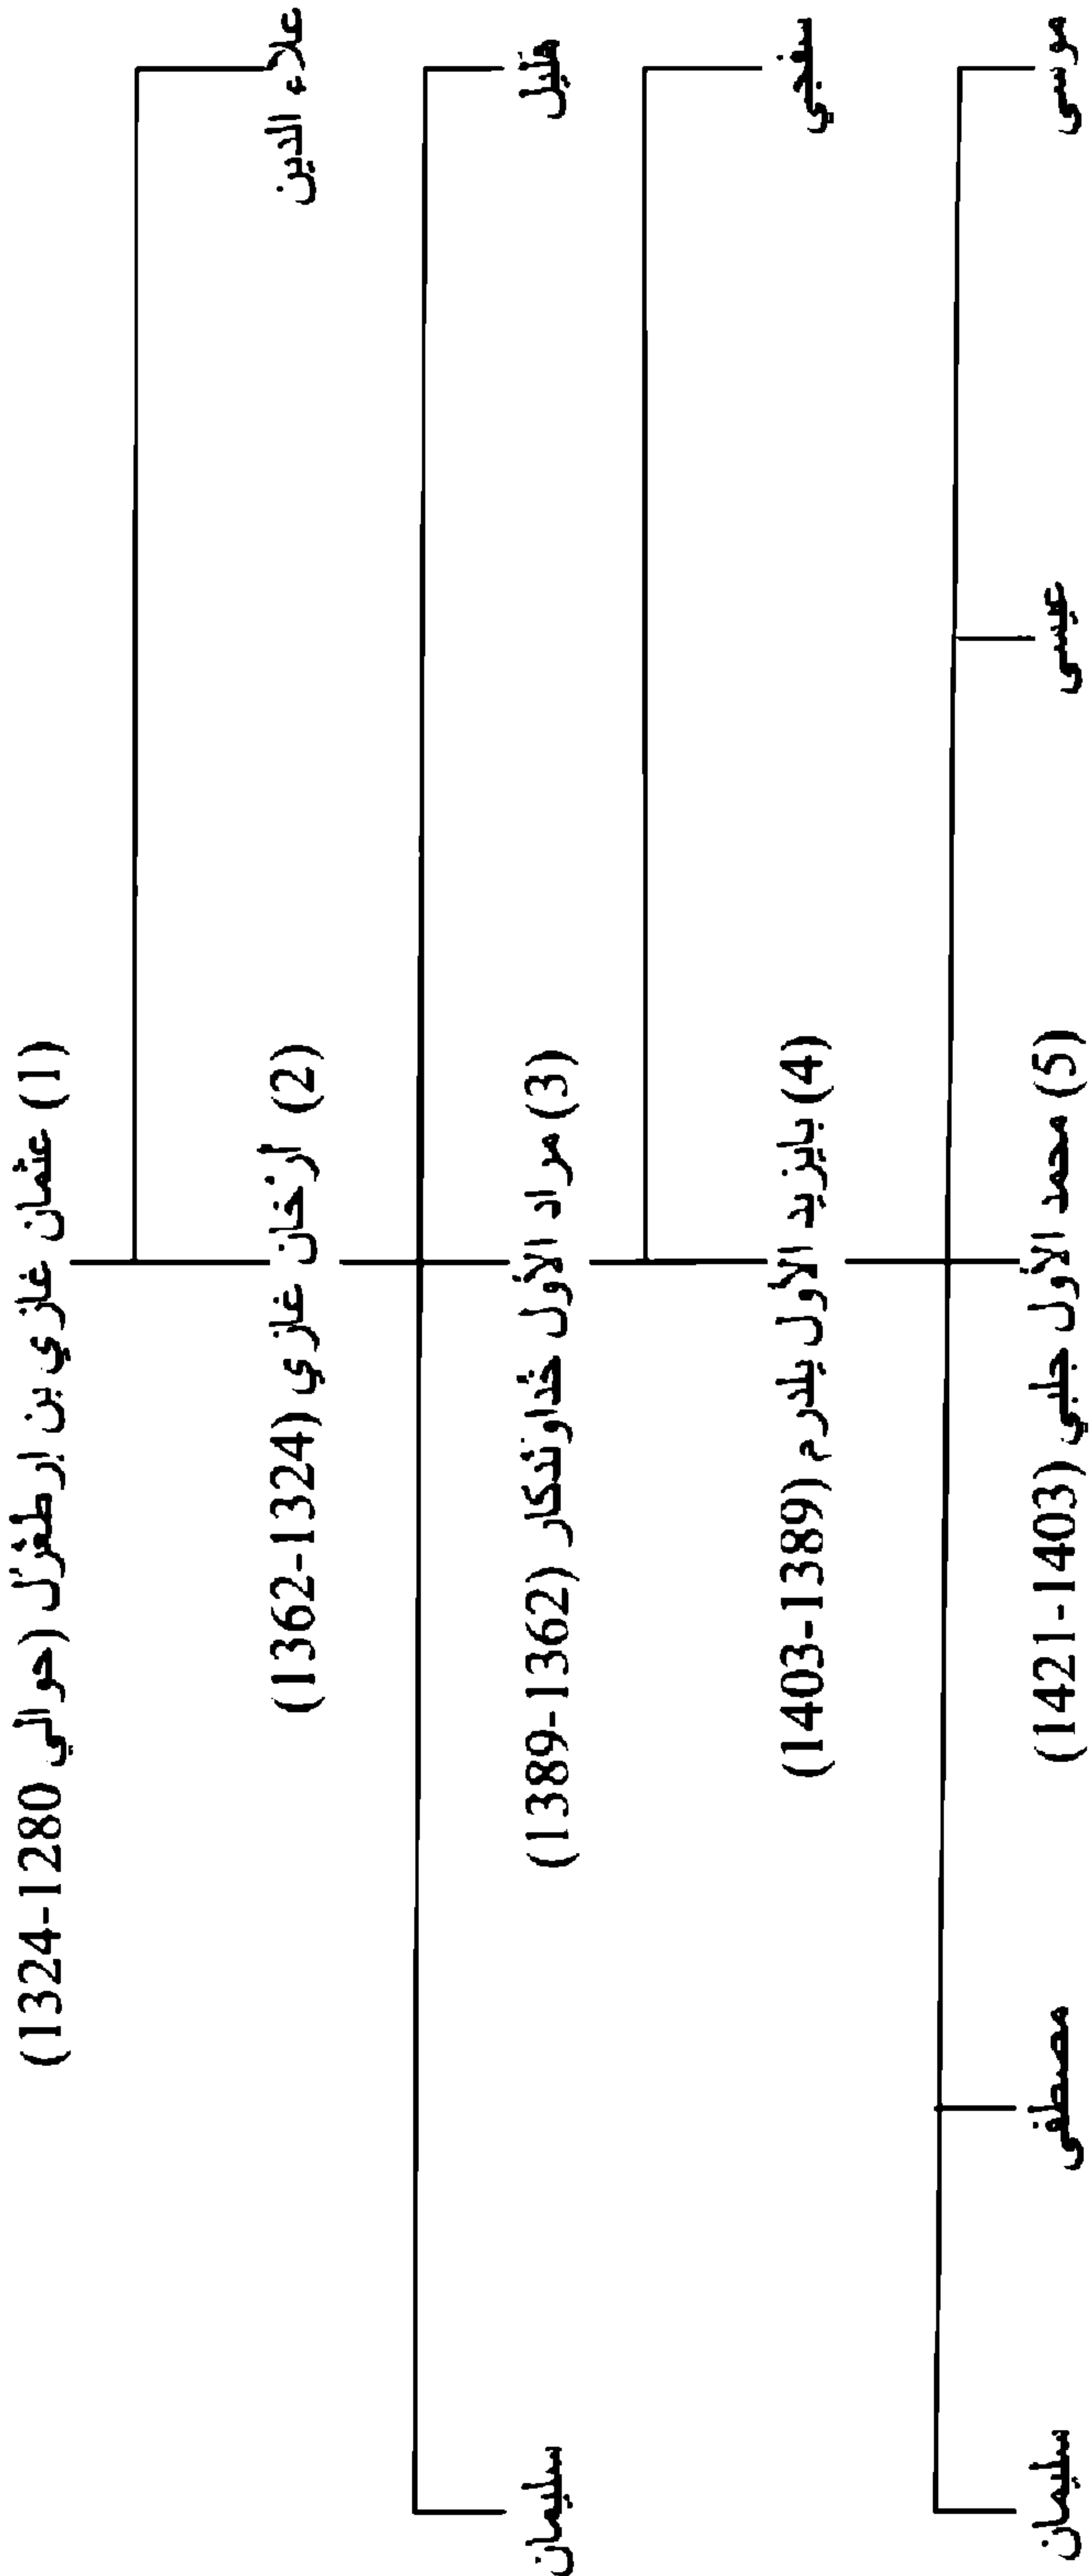 (1) عثمان غازي بن إرطغرل (حوالي 1280-1324)
علاء الدين
(2) أرخان غازي (1324-1362)
هليل
(3) مراد الأول خداوندكار (1362-1389)
سليمان
سفجي
(4) بايزيد الأول يلدرم (1389-1403)
موسى
عيسى
(5) محمد الأول جلبي (1403-1421)
مصطفى
سليمان